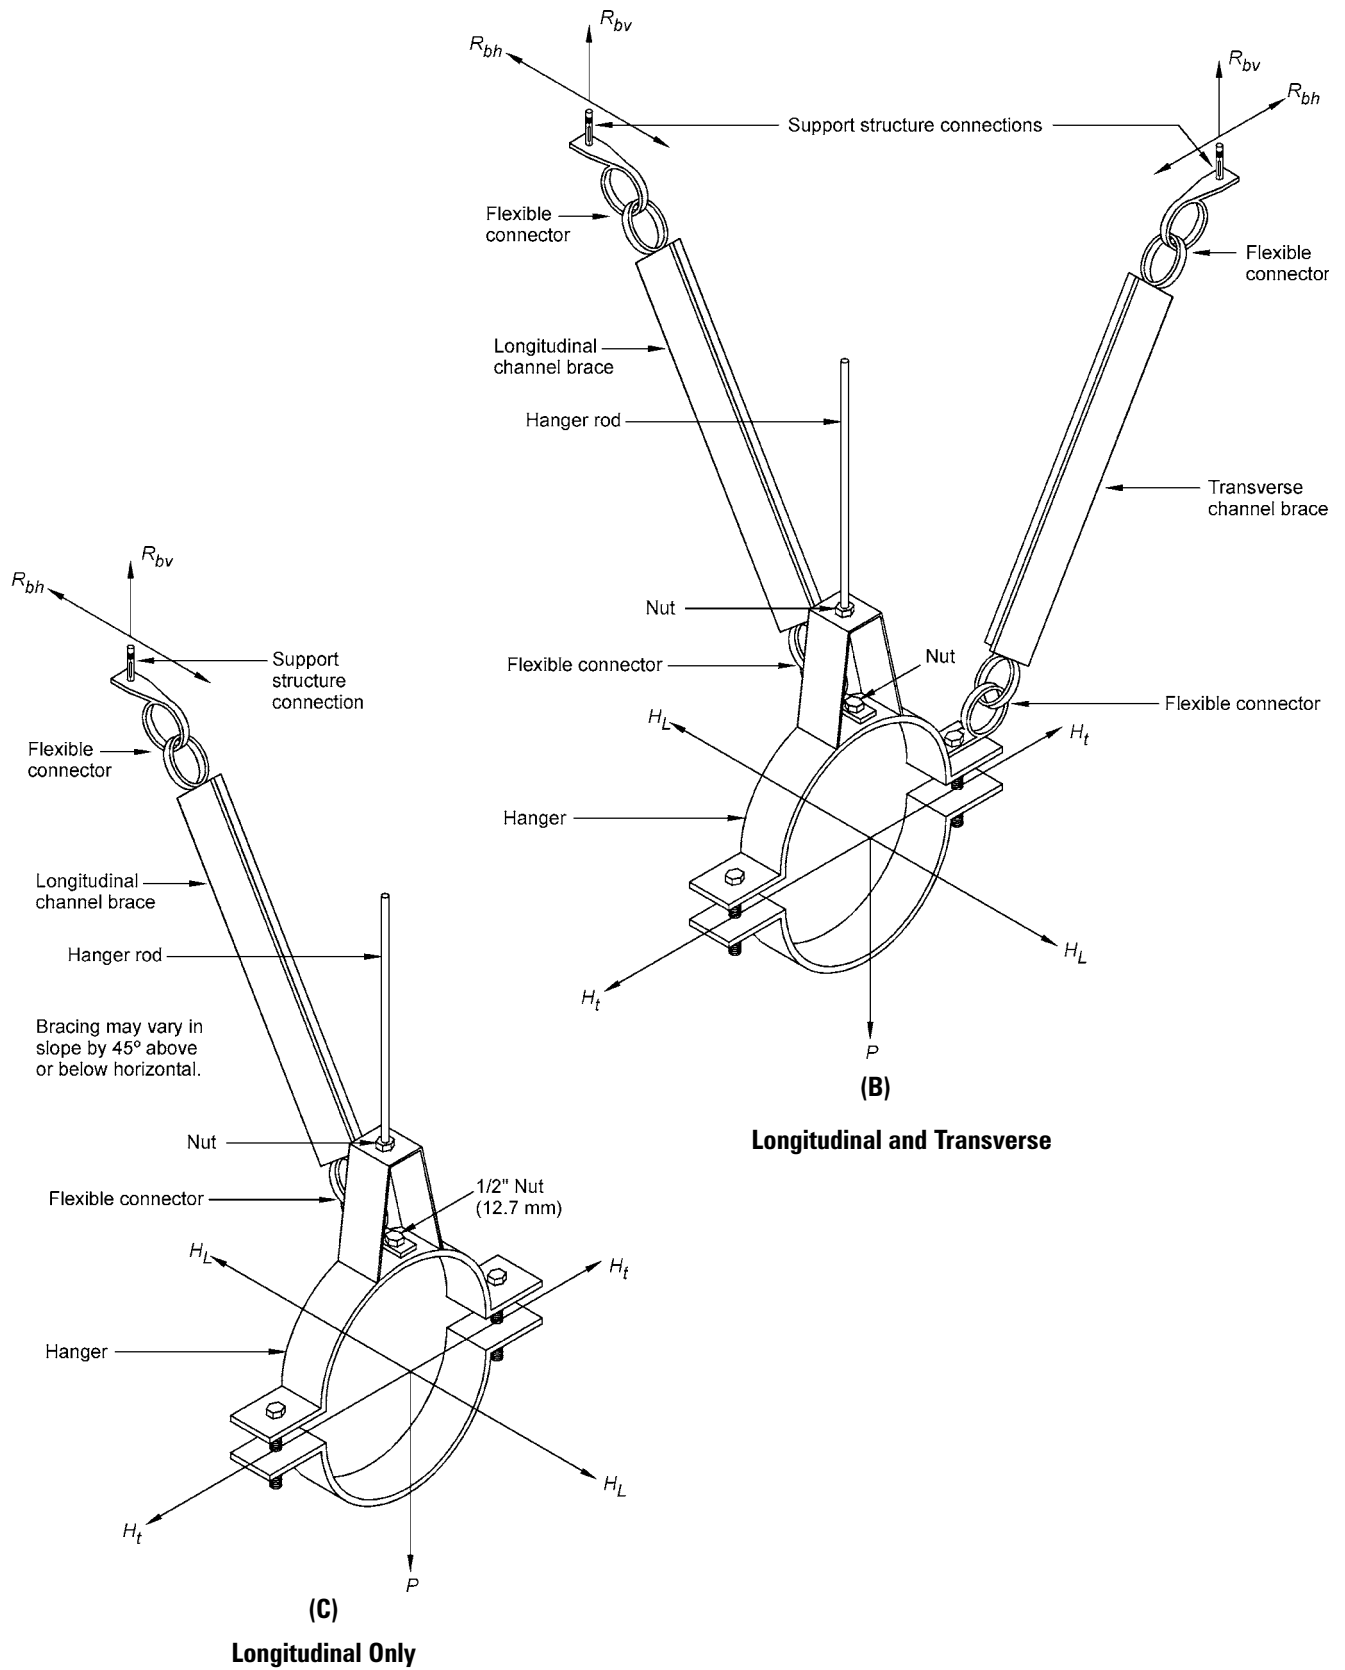 R_bv
R_bh
R_bv
R_bh
Support structure connections
Flexible
connector
Flexible
connector
Longitudinal
channel brace
Hanger rod
Transverse
channel brace
Nut
Flexible connector
Nut
Flexible connector
H_L
H_t
Hanger
H_L
H_t
P
(B)
Longitudinal and Transverse
R_bv
R_bh
Support
structure
connection
Flexible
connector
Longitudinal
channel brace
Hanger rod
Bracing may vary in
slope by 45° above
or below horizontal.
Nut
Flexible connector
1/2" Nut
(12.7 mm)
H_L
H_t
Hanger
H_L
H_t
P
(C)
Longitudinal Only